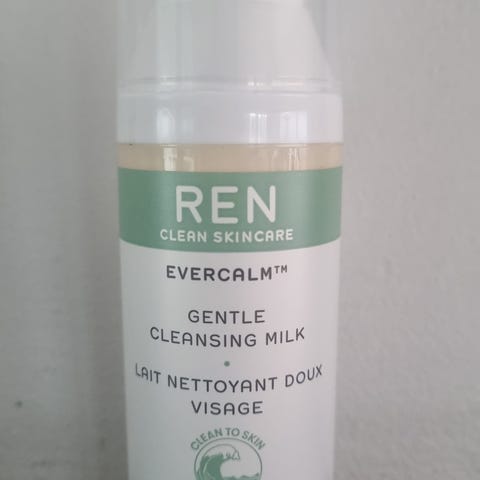 REN
CLEAN SKINCARE
EVERCALM™
GENTLE
CLEANSING MILK
•
LAIT NETTOYANT DOUX
VISAGE
CLEAN TO SKIN